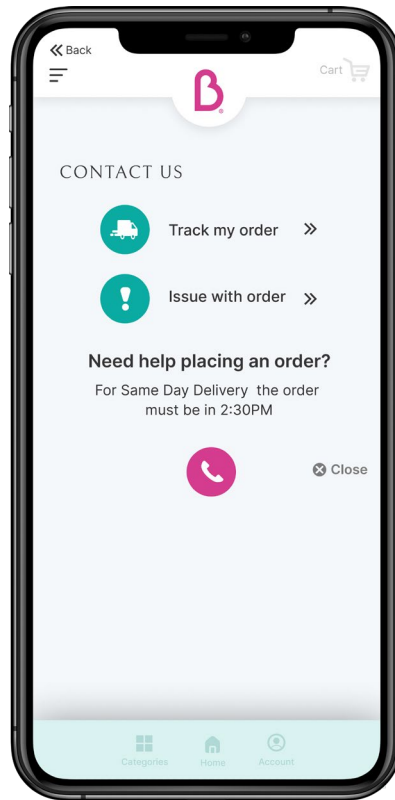 Back
Cart
B
CONTACT US
Track my order
Issue with order
Need help placing an order?
For Same Day Delivery the order
must be in 2:30PM
Close
Categories
Home
Account